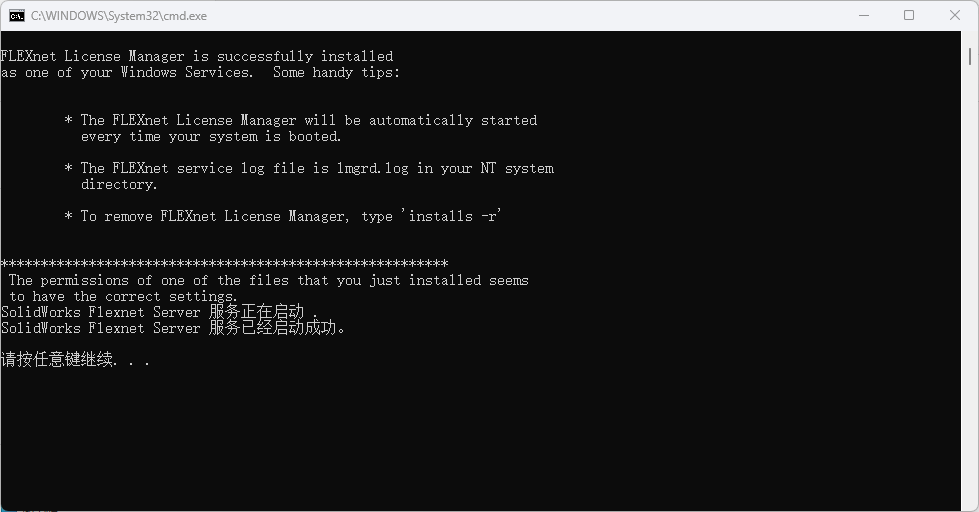 C:\WINDOWS\System32\cmd.exe
FLEXnet License Manager is successfully installed
as one of your Windows Services.  Some handy tips:
* The FLEXnet License Manager will be automatically started
every time your system is booted.
* The FLEXnet service log file is lmgrd.log in your NT system
directory.
* To remove FLEXnet License Manager, type 'installs -r'
********************************************************
The permissions of one of the files that you just installed seems
to have the correct settings.
SolidWorks Flexnet Server 服务正在启动 .
SolidWorks Flexnet Server 服务已经启动成功。
请按任意键继续. . .